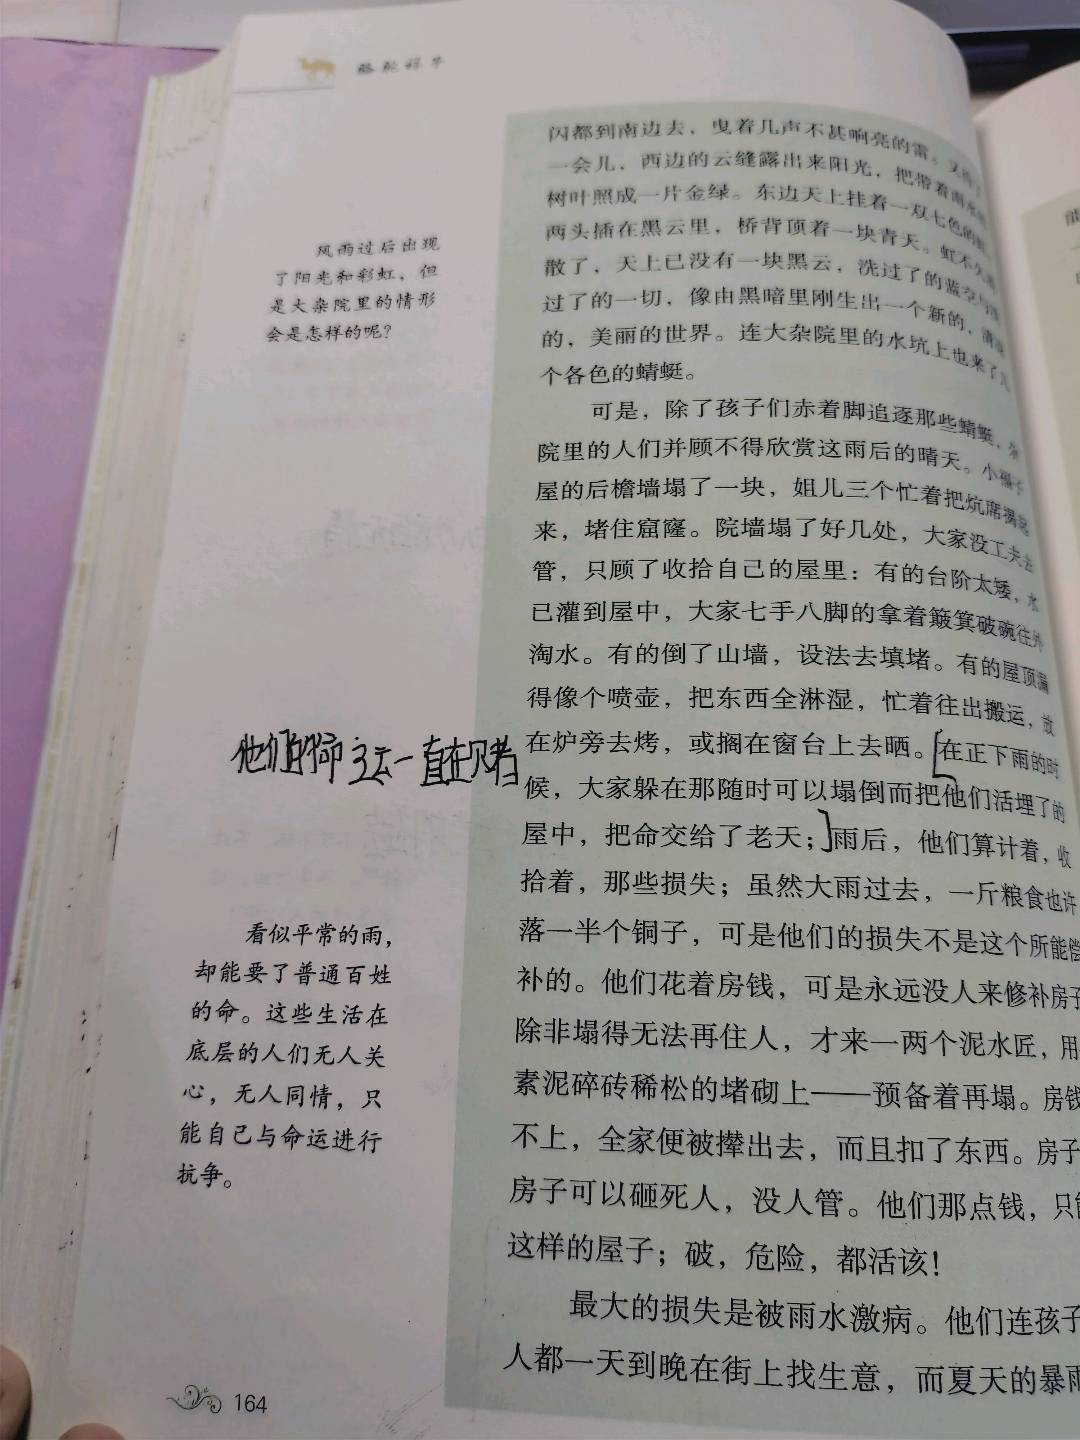 骆驼祥子
闪都到南边去，曳着几声不甚响亮的雷。又待了
一会儿，西边的云缝露出来阳光，把带着雨水的
树叶照成一片金绿。东边天上挂着一双七色的虹，
两头插在黑云里，桥背顶着一块青天。虹不久消
散了，天上已没有一块黑云，洗过了的蓝空与洗
过了的一切，像由黑暗里刚生出一个新的，清凉
的，美丽的世界。连大杂院里的水坑上也来了几
个各色的蜻蜓。
可是，除了孩子们赤着脚追逐那些蜻蜓，杂
院里的人们并顾不得欣赏这雨后的晴天。小福子
屋的后檐墙塌了一块，姐儿三个忙着把炕席揭起
来，堵住窟窿。院墙塌了好几处，大家没工夫去
管，只顾了收拾自己的屋里：有的台阶太矮，水
已灌到屋中，大家七手八脚的拿着簸箕破碗往外
淘水。有的倒了山墙，设法去填堵。有的屋顶漏
得像个喷壶，把东西全淋湿，忙着往出搬运，放
在炉旁去烤，或搁在窗台上去晒。[在正下雨的时
候，大家躲在那随时可以塌倒而把他们活埋了的
屋中，把命交给了老天；]雨后，他们算计着，收
拾着，那些损失；虽然大雨过去，一斤粮食也许
落一半个铜子，可是他们的损失不是这个所能偿
补的。他们花着房钱，可是永远没人来修补房子
除非塌得无法再住人，才来一两个泥水匠，用
素泥碎砖稀松的堵砌上——预备着再塌。房钱
不上，全家便被撵出去，而且扣了东西。房子
房子可以砸死人，没人管。他们那点钱，只能
这样的屋子；破，危险，都活该！
最大的损失是被雨水激病。他们连孩子
人都一天到晚在街上找生意，而夏天的暴雨
风雨过后出现
了阳光和彩虹，但
是大杂院里的情形
会是怎样的呢？
他们的命 一直在
看似平常的雨，
却能要了普通百姓
的命。这些生活在
底层的人们无人关
心，无人同情，只
能自己与命运进行
抗争。
164